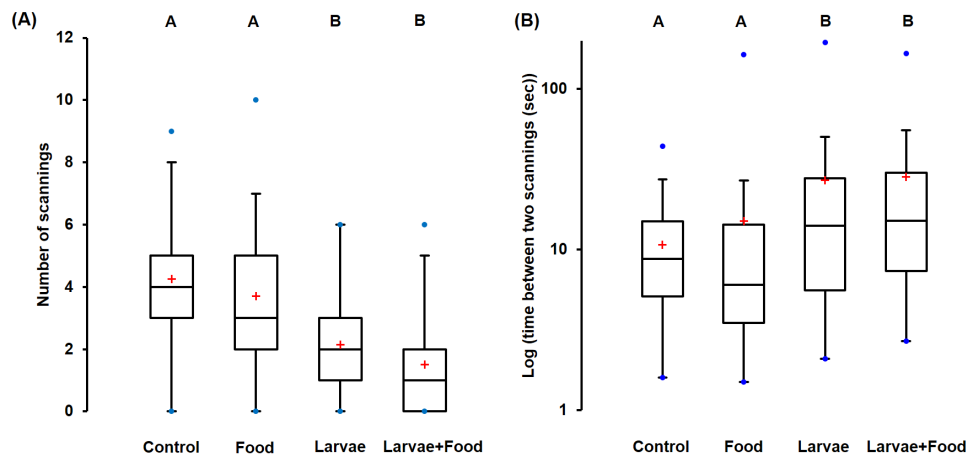 (A) A A B B
12
10
8
6
4
2
0
Number of scannings
Control Food Larvae Larvae+Food
(B) A A B B
100
10
1
Log (time between two scannings (sec))
Control Food Larvae Larvae+Food